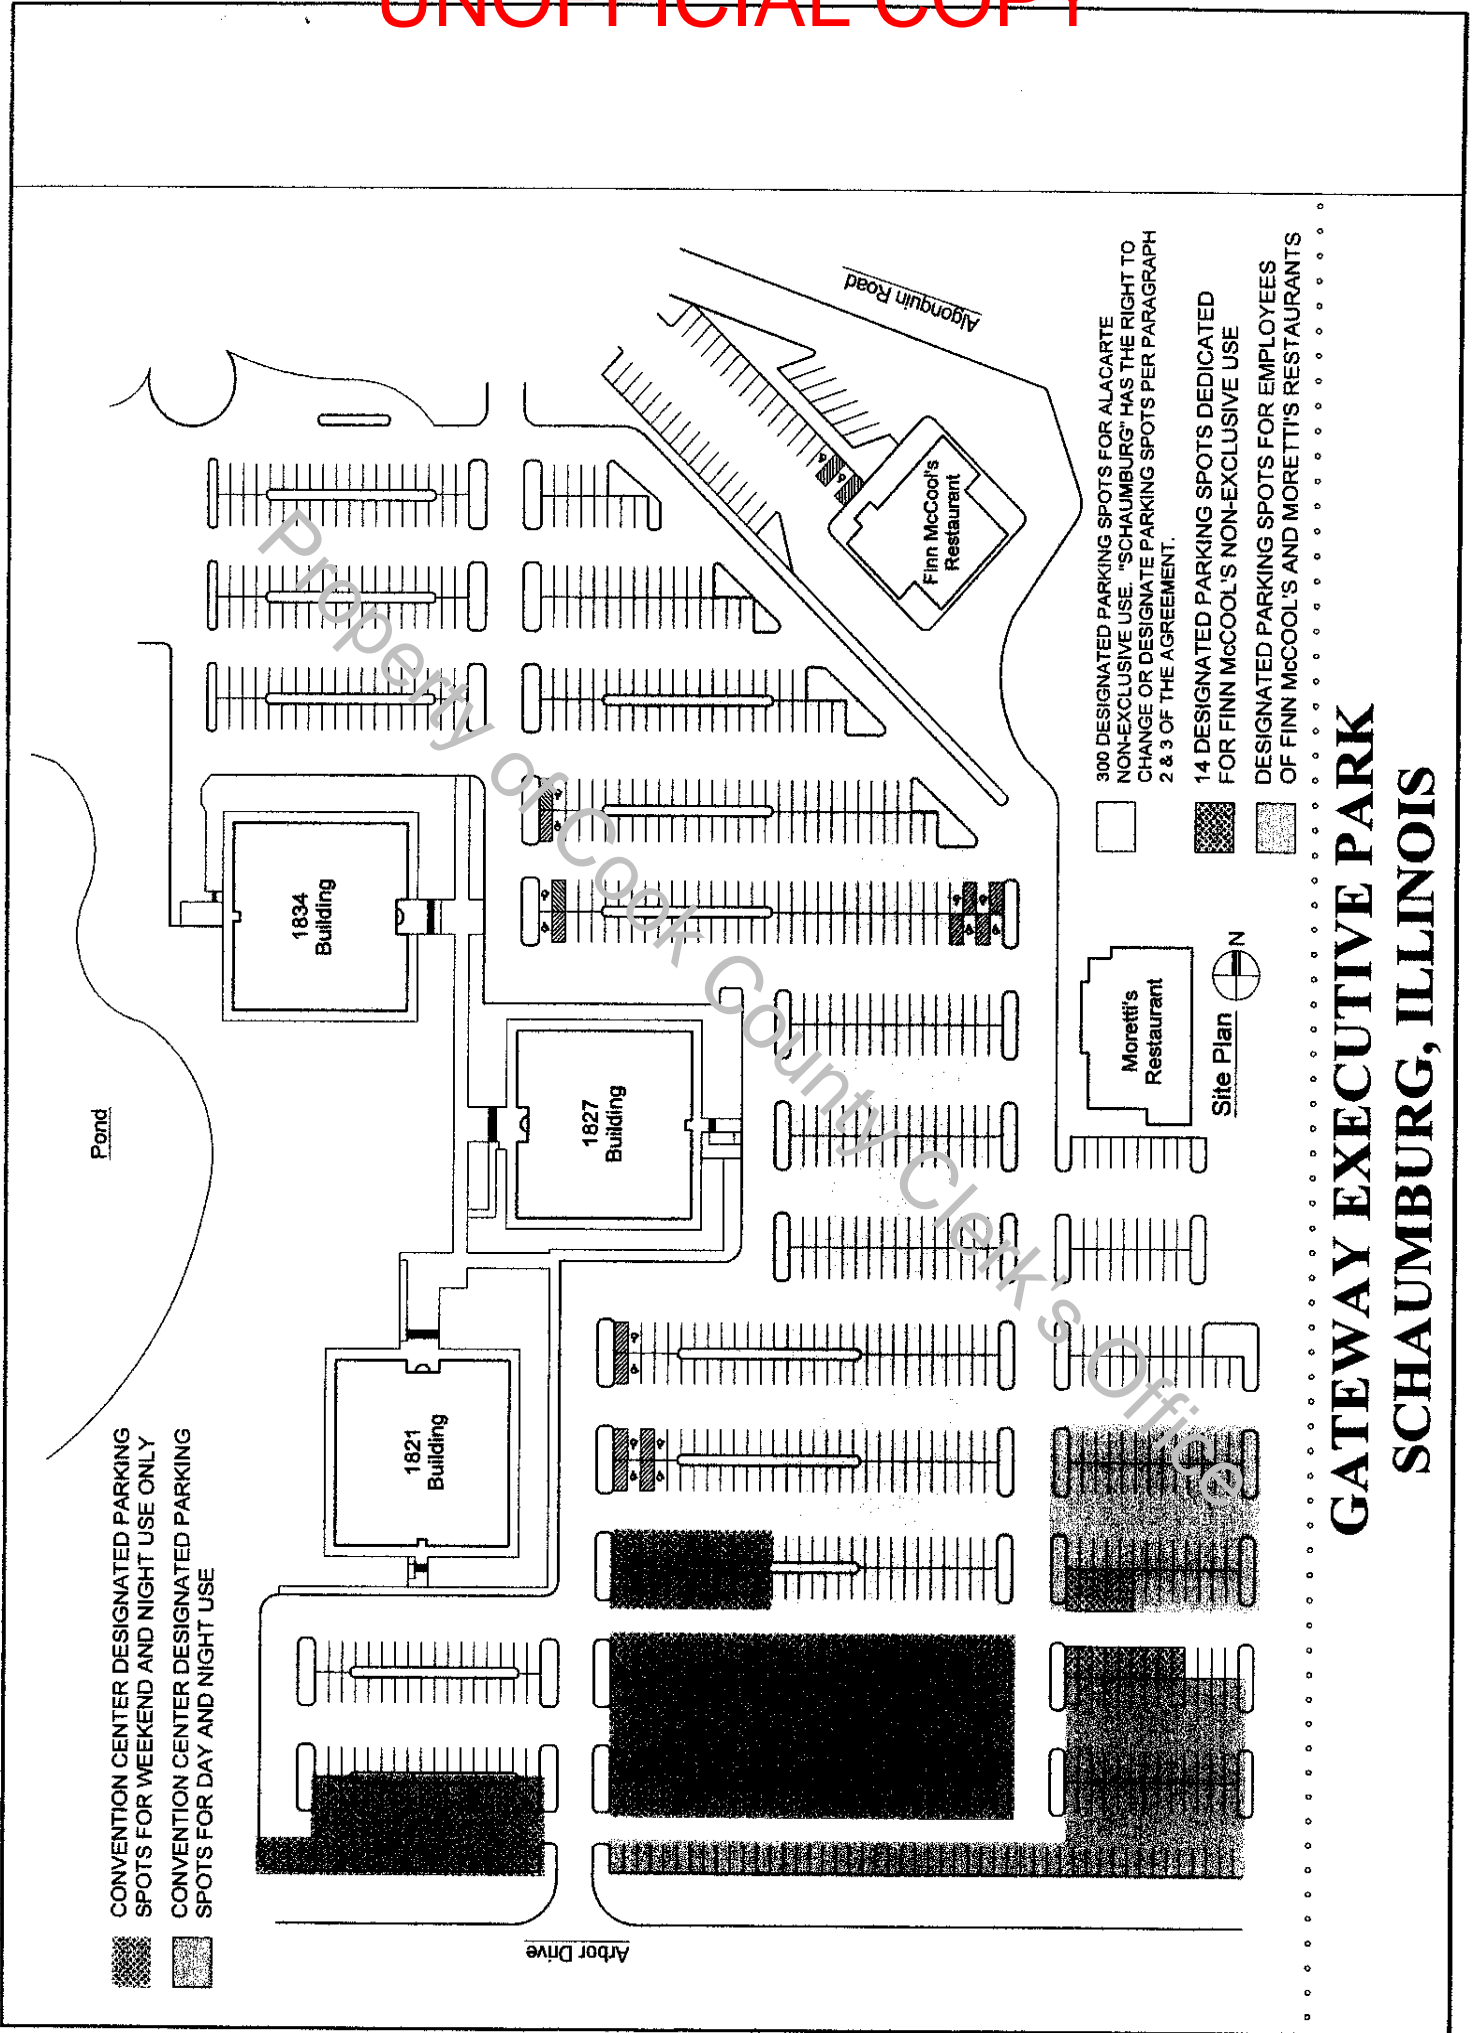 UNOFFICIAL COPY
Property of Cook County Clerk's Office
CONVENTION CENTER DESIGNATED PARKING
SPOTS FOR WEEKEND AND NIGHT USE ONLY
CONVENTION CENTER DESIGNATED PARKING
SPOTS FOR DAY AND NIGHT USE
Pond
1834
Building
1827
Building
1821
Building
Arbor Drive
Algonquin Road
Finn McCool's
Restaurant
Moretti's
Restaurant
Site Plan
N
300 DESIGNATED PARKING SPOTS FOR ALACARTE
NON-EXCLUSIVE USE. "SCHAUMBURG" HAS THE RIGHT TO
CHANGE OR DESIGNATE PARKING SPOTS PER PARAGRAPH
2 & 3 OF THE AGREEMENT.
14 DESIGNATED PARKING SPOTS DEDICATED
FOR FINN McCOOL'S NON-EXCLUSIVE USE
DESIGNATED PARKING SPOTS FOR EMPLOYEES
OF FINN McCOOL'S AND MORETTI'S RESTAURANTS
GATEWAY EXECUTIVE PARK
SCHAUMBURG, ILLINOIS